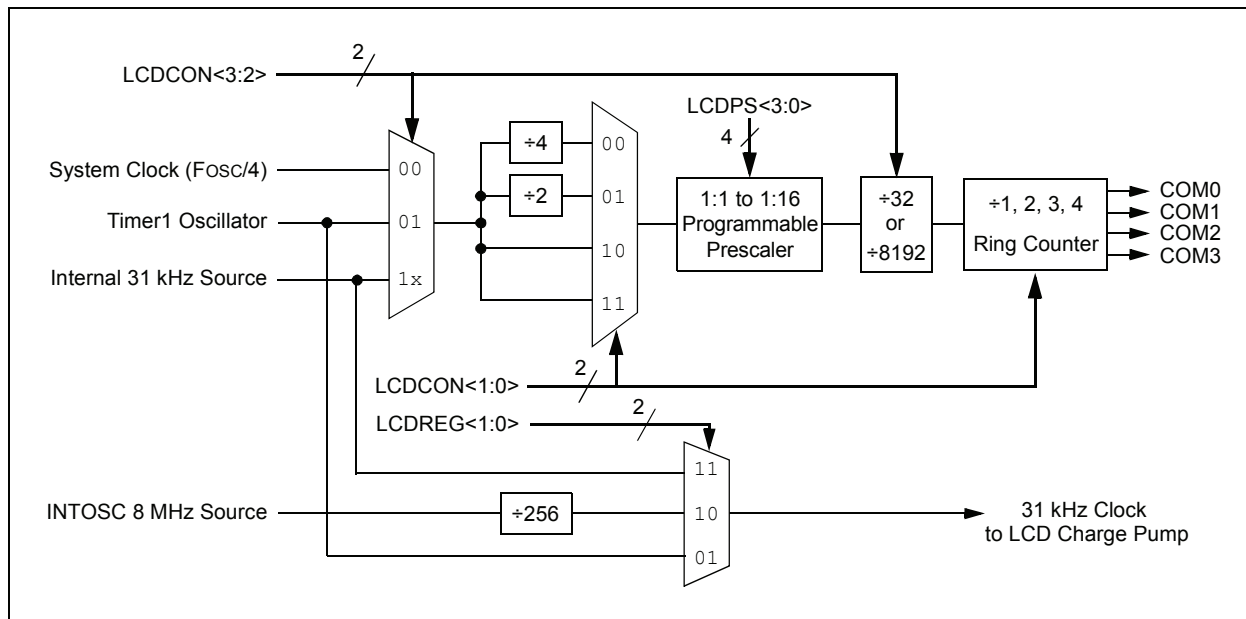 LCDCON<3:2>
2
System Clock (FOSC/4)
Timer1 Oscillator
Internal 31 kHz Source
00
01
1x
÷4
÷2
00
01
10
11
LCDPS<3:0>
4
1:1 to 1:16
Programmable
Prescaler
÷32
or
÷8192
÷1, 2, 3, 4
Ring Counter
COM0
COM1
COM2
COM3
LCDCON<1:0>
2
LCDREG<1:0>
2
INTOSC 8 MHz Source
÷256
11
10
01
31 kHz Clock
to LCD Charge Pump